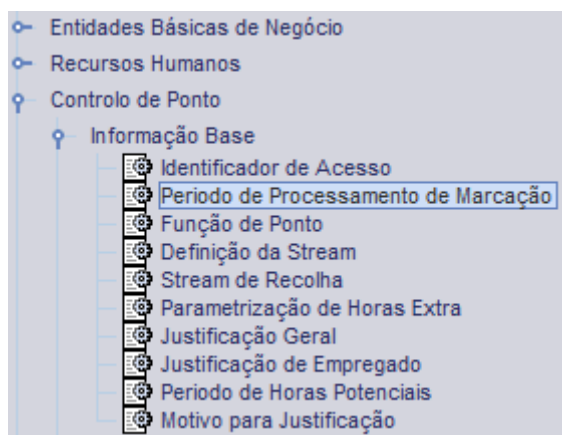 Entidades Básicas de Negócio
Recursos Humanos
Controlo de Ponto
Informação Base
Identificador de Acesso
Periodo de Processamento de Marcação
Função de Ponto
Definição da Stream
Stream de Recolha
Parametrização de Horas Extra
Justificação Geral
Justificação de Empregado
Periodo de Horas Potenciais
Motivo para Justificação